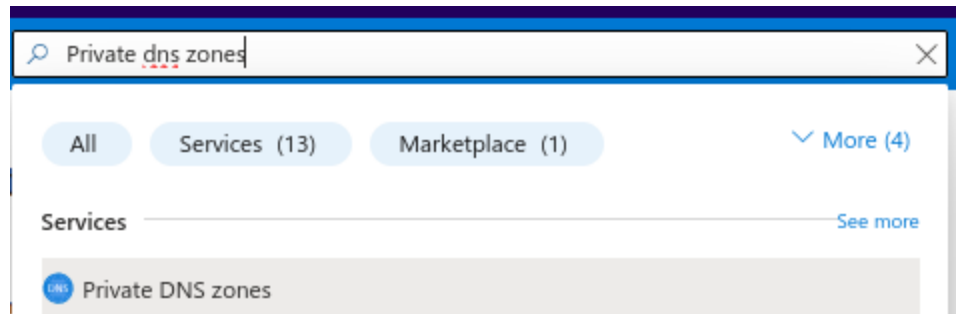 Private dns zones
All Services (13) Marketplace (1) More (4)
Services See more
DNS Private DNS zones